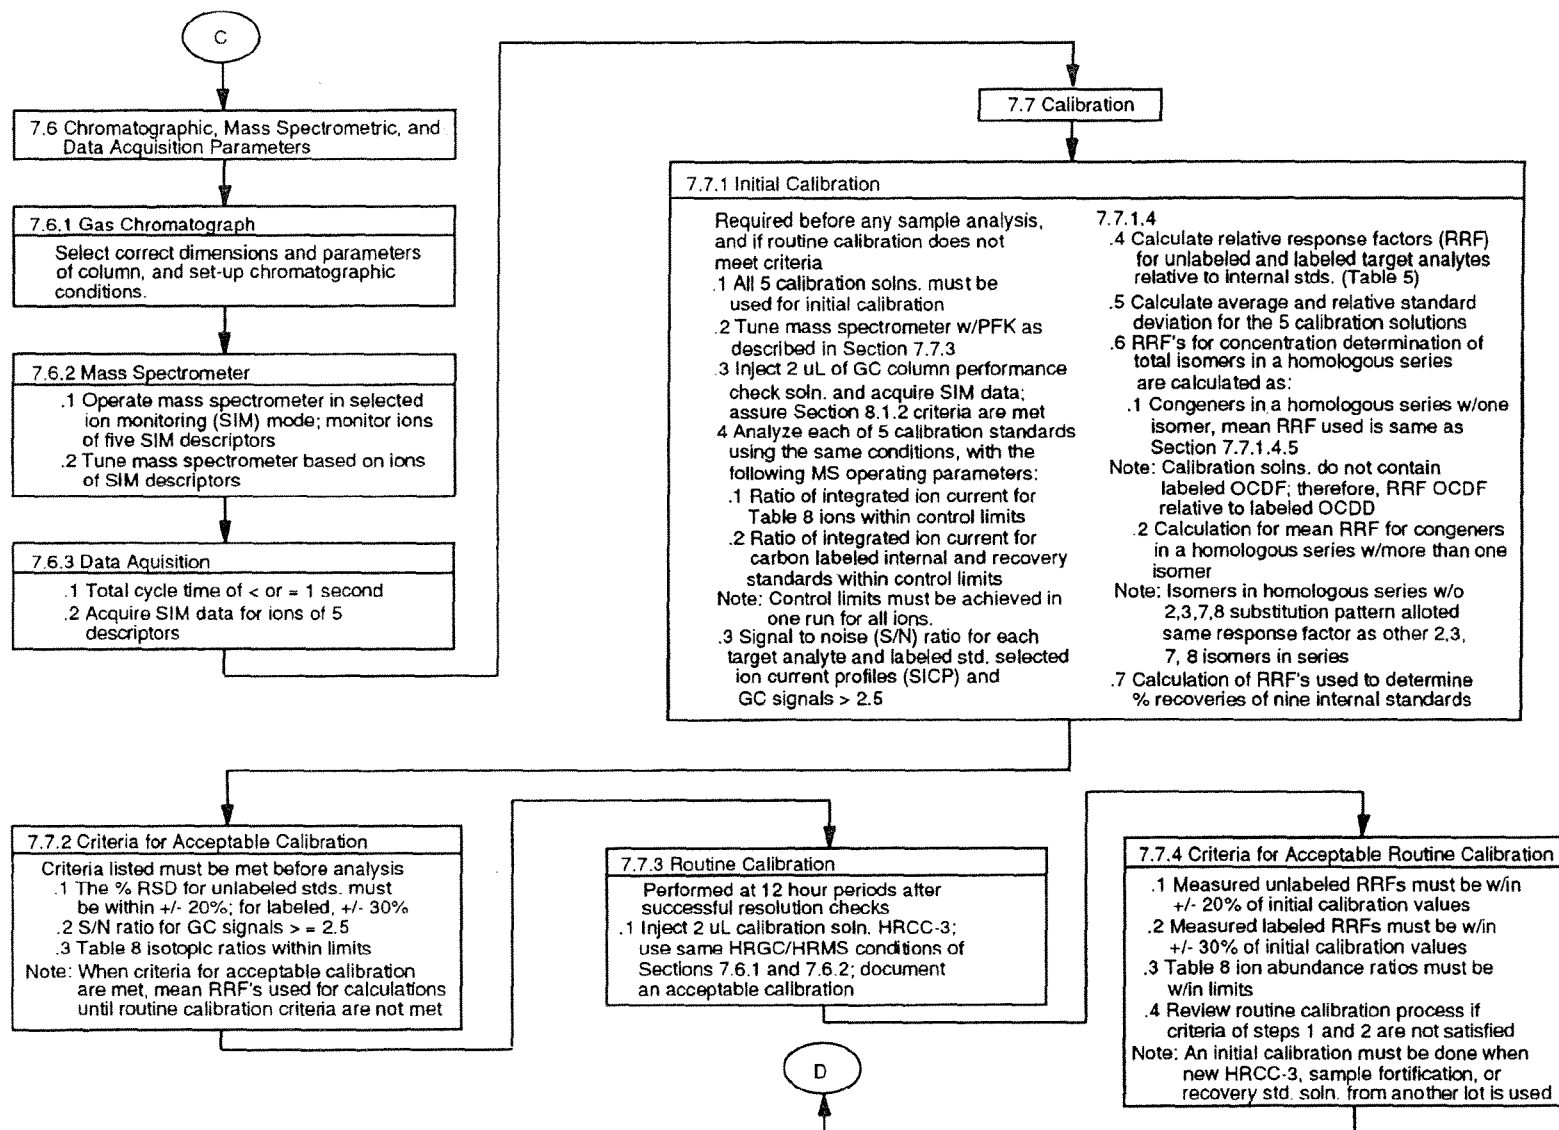 C
7.6 Chromatographic, Mass Spectrometric, and
Data Acquisition Parameters
7.6.1 Gas Chromatograph
Select correct dimensions and parameters
of column, and set-up chromatographic
conditions.
7.6.2 Mass Spectrometer
.1 Operate mass spectrometer in selected
ion monitoring (SIM) mode; monitor ions
of five SIM descriptors
.2 Tune mass spectrometer based on ions
of SIM descriptors
7.6.3 Data Aquisition
.1 Total cycle time of < or = 1 second
.2 Acquire SIM data for ions of 5
descriptors
7.7 Calibration
7.7.1 Initial Calibration
Required before any sample analysis,
and if routine calibration does not
meet criteria
.1 All 5 calibration solns. must be
used for initial calibration
.2 Tune mass spectrometer w/PFK as
described in Section 7.7.3
.3 Inject 2 uL of GC column performance
check soln. and acquire SIM data;
assure Section 8.1.2 criteria are met
4 Analyze each of 5 calibration standards
using the same conditions, with the
following MS operating parameters:
.1 Ratio of integrated ion current for
Table 8 ions within control limits
.2 Ratio of integrated ion current for
carbon labeled internal and recovery
standards within control limits
Note: Control limits must be achieved in
one run for all ions.
.3 Signal to noise (S/N) ratio for each
target analyte and labeled std. selected
ion current profiles (SICP) and
GC signals > 2.5
7.7.1.4
.4 Calculate relative response factors (RRF)
for unlabeled and labeled target analytes
relative to internal stds. (Table 5)
.5 Calculate average and relative standard
deviation for the 5 calibration solutions
.6 RRF's for concentration determination of
total isomers in a homologous series
are calculated as:
.1 Congeners in a homologous series w/one
isomer, mean RRF used is same as
Section 7.7.1.4.5
Note: Calibration solns. do not contain
labeled OCDF; therefore, RRF OCDF
relative to labeled OCDD
.2 Calculation for mean RRF for congeners
in a homologous series w/more than one
isomer
Note: Isomers in homologous series w/o
2,3,7,8 substitution pattern alloted
same response factor as other 2,3,
7, 8 isomers in series
.7 Calculation of RRF's used to determine
% recoveries of nine internal standards
7.7.2 Criteria for Acceptable Calibration
Criteria listed must be met before analysis
.1 The % RSD for unlabeled stds. must
be within +/- 20%; for labeled, +/- 30%
.2 S/N ratio for GC signals > = 2.5
.3 Table 8 isotopic ratios within limits
Note: When criteria for acceptable calibration
are met, mean RRF's used for calculations
until routine calibration criteria are not met
7.7.3 Routine Calibration
Performed at 12 hour periods after
successful resolution checks
.1 Inject 2 uL calibration soln. HRCC-3;
use same HRGC/HRMS conditions of
Sections 7.6.1 and 7.6.2; document
an acceptable calibration
7.7.4 Criteria for Acceptable Routine Calibration
.1 Measured unlabeled RRFs must be w/in
+/- 20% of initial calibration values
.2 Measured labeled RRFs must be w/in
+/- 30% of initial calibration values
.3 Table 8 ion abundance ratios must be
w/in limits
.4 Review routine calibration process if
criteria of steps 1 and 2 are not satisfied
Note: An initial calibration must be done when
new HRCC-3, sample fortification, or
recovery std. soln. from another lot is used
D